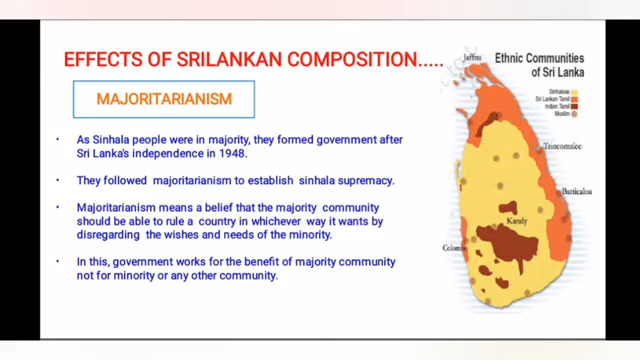 EFFECTS OF SRILANKAN COMPOSITION.....
MAJORITARIANISM
• As Sinhala people were in majority, they formed government after
Sri Lanka's independence in 1948.
• They followed majoritarianism to establish sinhala supremacy.
• Majoritarianism means a belief that the majority community
should be able to rule a country in whichever way it wants by
disregarding the wishes and needs of the minority.
• In this, government works for the benefit of majority community
not for minority or any other community.
Jaffna
Ethnic Communities
of Sri Lanka
Sinhalese
Sri Lankan Tamil
Indian Tamil
Muslim
Trincomalee
Batticaloa
Kandy
Colombo